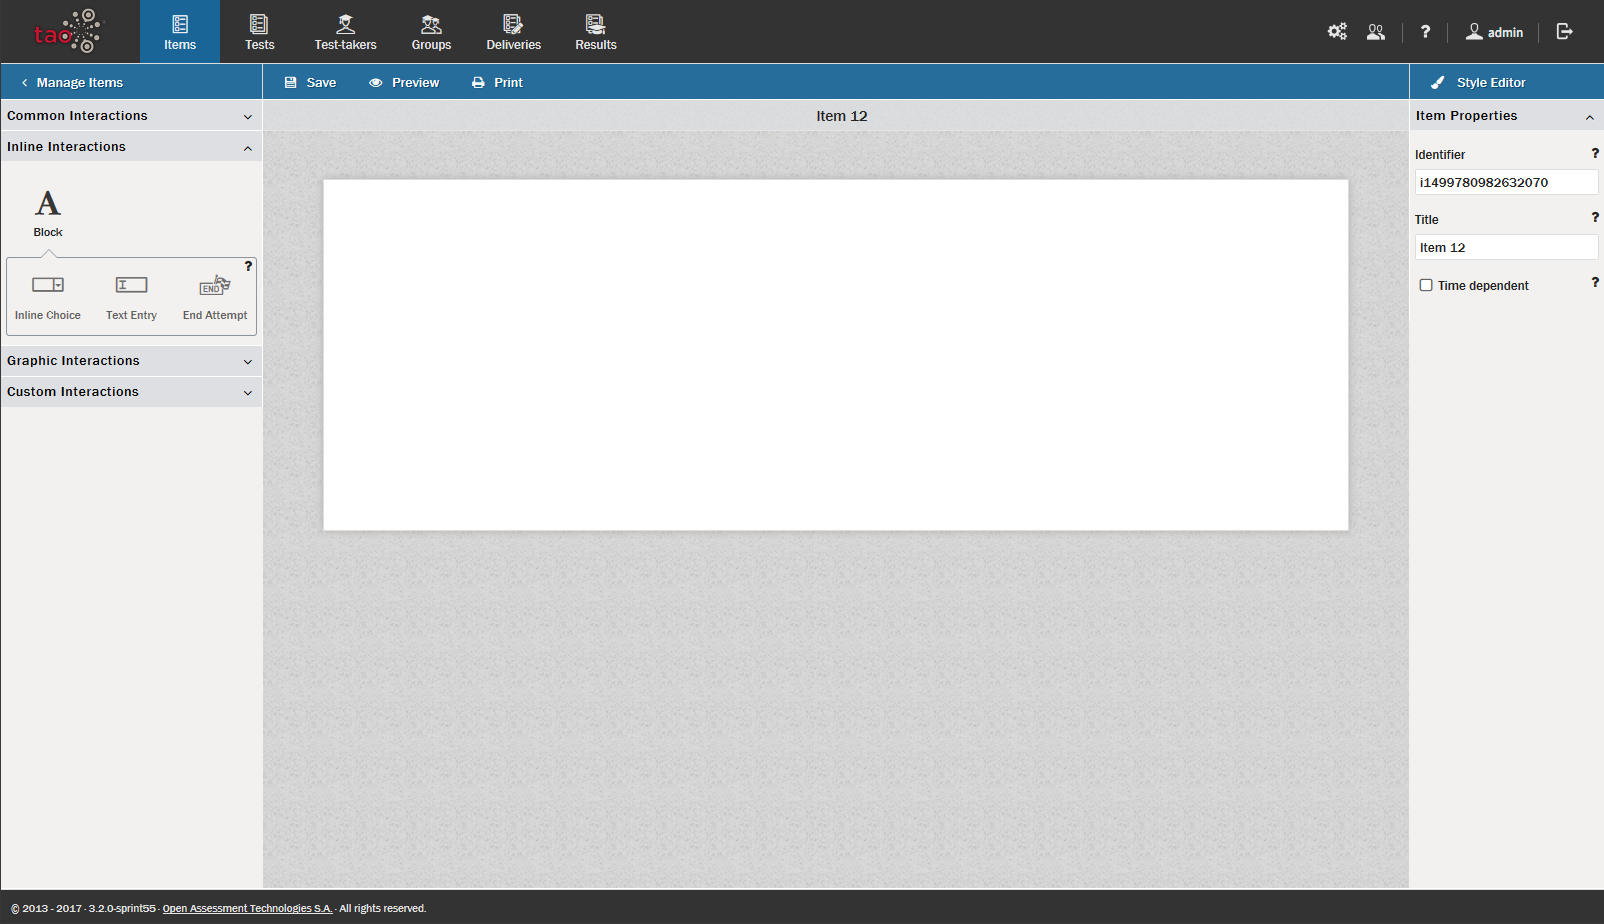 tao
Items
Tests
Test-takers
Groups
Deliveries
Results
?
admin
Manage Items
Save
Preview
Print
Style Editor
Common Interactions
Item 12
Item Properties
Inline Interactions
Identifier ?
i1499780982632070
A
Block
Title ?
Item 12
?
END
Inline Choice
Text Entry
End Attempt
Time dependent ?
Graphic Interactions
Custom Interactions
© 2013 - 2017 · 3.2.0-sprint55 · Open Assessment Technologies S.A. · All rights reserved.